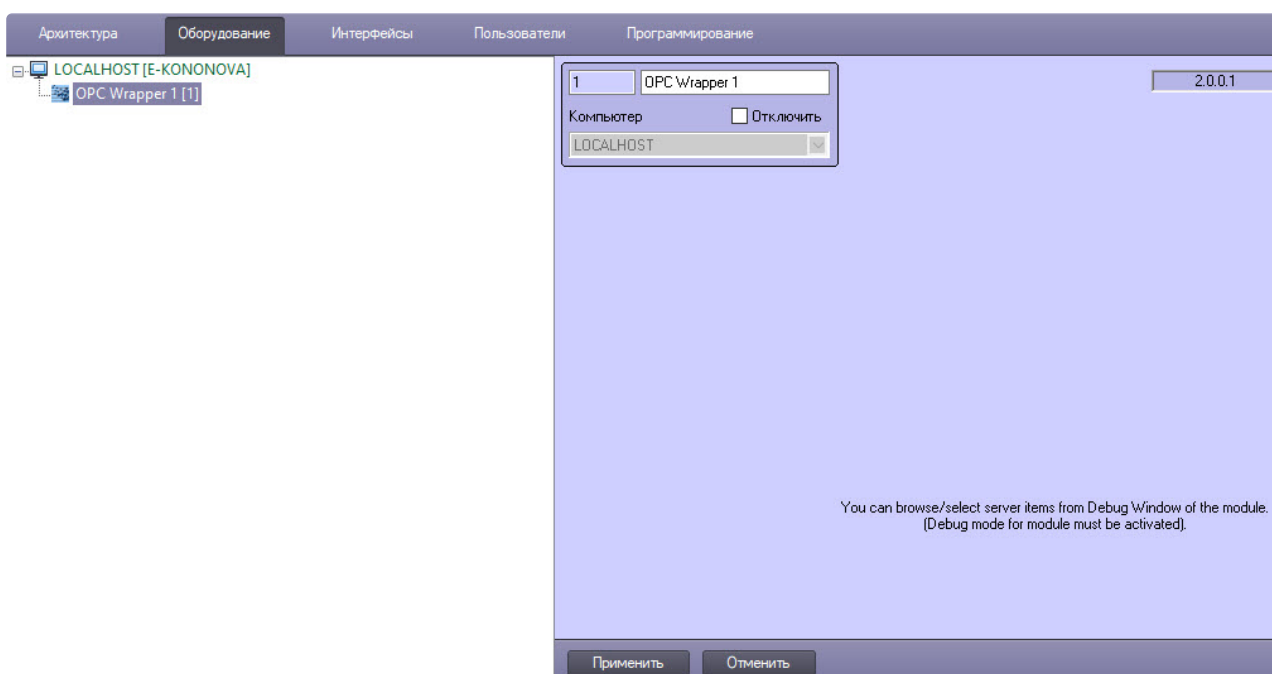 Архитектура Оборудование Интерфейсы Пользователи Программирование
LOCALHOST [E-KONONOVA]
OPC Wrapper 1 [1]
1 OPC Wrapper 1
2.0.0.1
Компьютер Отключить
LOCALHOST
You can browse/select server items from Debug Window of the module.
(Debug mode for module must be activated).
Применить Отменить